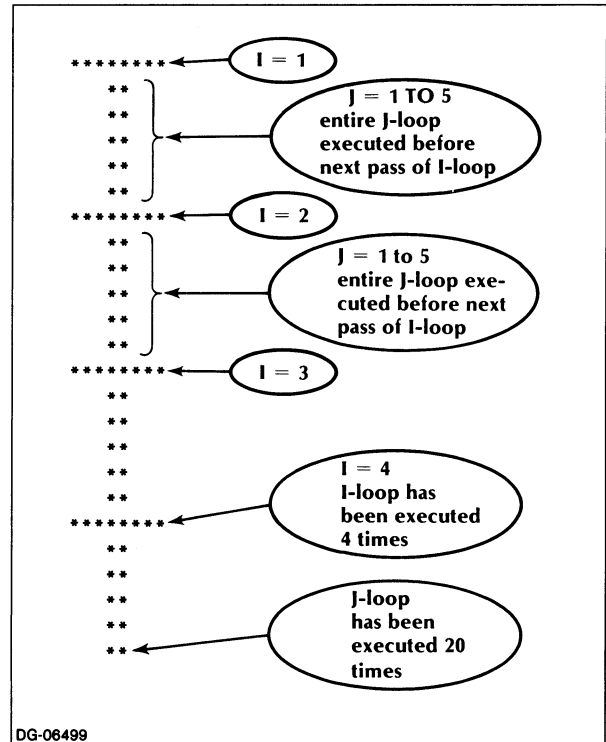 ******** I = 1
**
** J = 1 TO 5
** entire J-loop
** executed before
** next pass of I-loop
******** I = 2
**
** J = 1 to 5
** entire J-loop exe-
** cuted before next
** pass of I-loop
******** I = 3
**
**
**
**
** I = 4
I-loop has
******** been executed
4 times
**
**
**
** J-loop
has been
** executed 20
times
DG-06499